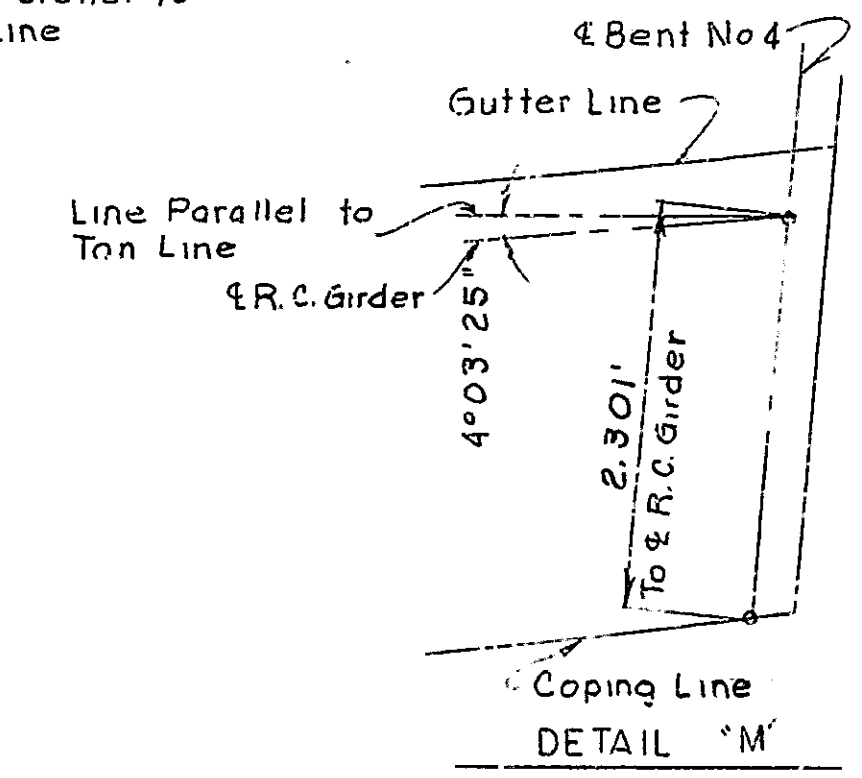 Line
℄ Bent No 4
Gutter Line
Line Parallel to
Tan Line
℄ R.C. Girder
4°03'25"
2.301'
To ℄ R.C. Girder
Coping Line
DETAIL "M"